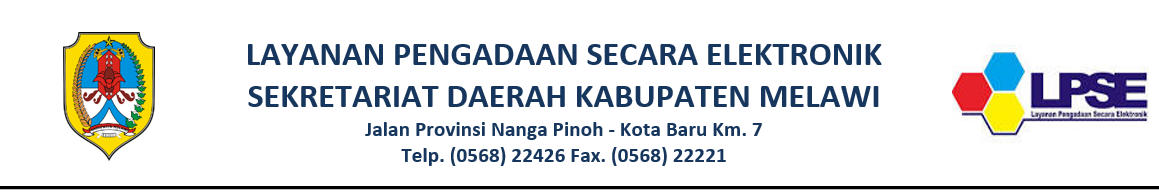 LAYANAN PENGADAAN SECARA ELEKTRONIK
SEKRETARIAT DAERAH KABUPATEN MELAWI
Jalan Provinsi Nanga Pinoh - Kota Baru Km. 7
Telp. (0568) 22426 Fax. (0568) 22221
LPSE
Layanan Pengadaan Secara Elektronik